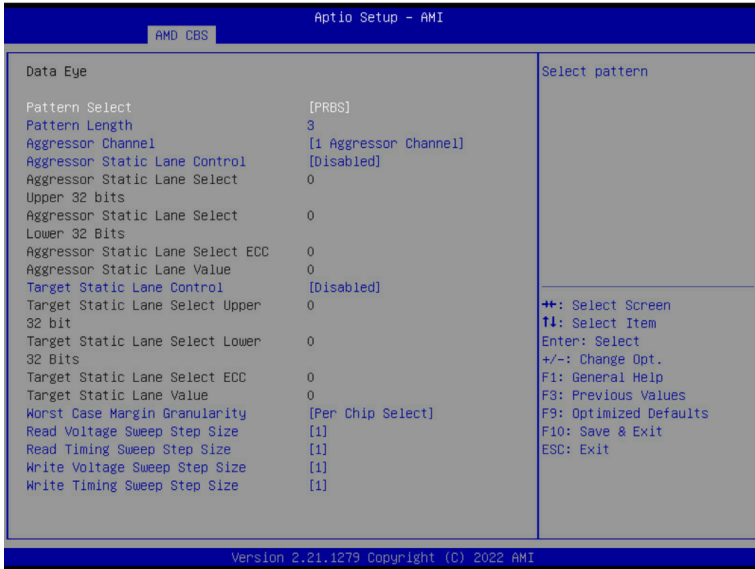 Aptio Setup - AMI
AMD CBS
Data Eye
Select pattern
Pattern Select [PRBS]
Pattern Length 3
Aggressor Channel [1 Aggressor Channel]
Aggressor Static Lane Control [Disabled]
Aggressor Static Lane Select 0
Upper 32 bits
Aggressor Static Lane Select 0
Lower 32 Bits
Aggressor Static Lane Select ECC 0
Aggressor Static Lane Value 0
Target Static Lane Control [Disabled]
Target Static Lane Select Upper 0
32 bit
Target Static Lane Select Lower 0
32 Bits
Target Static Lane Select ECC 0
Target Static Lane Value 0
Worst Case Margin Granularity [Per Chip Select]
Read Voltage Sweep Step Size [1]
Read Timing Sweep Step Size [1]
Write Voltage Sweep Step Size [1]
Write Timing Sweep Step Size [1]
→←: Select Screen
↑↓: Select Item
Enter: Select
+/-: Change Opt.
F1: General Help
F3: Previous Values
F9: Optimized Defaults
F10: Save & Exit
ESC: Exit
Version 2.21.1279 Copyright (C) 2022 AMI